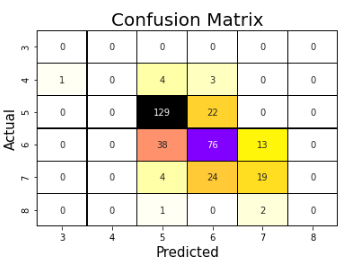 Confusion Matrix
Actual
3 0 0 0 0 0 0
4 1 0 4 3 0 0
5 0 0 129 22 0 0
6 0 0 38 76 13 0
7 0 0 4 24 19 0
8 0 0 1 0 2 0
3 4 5 6 7 8
Predicted